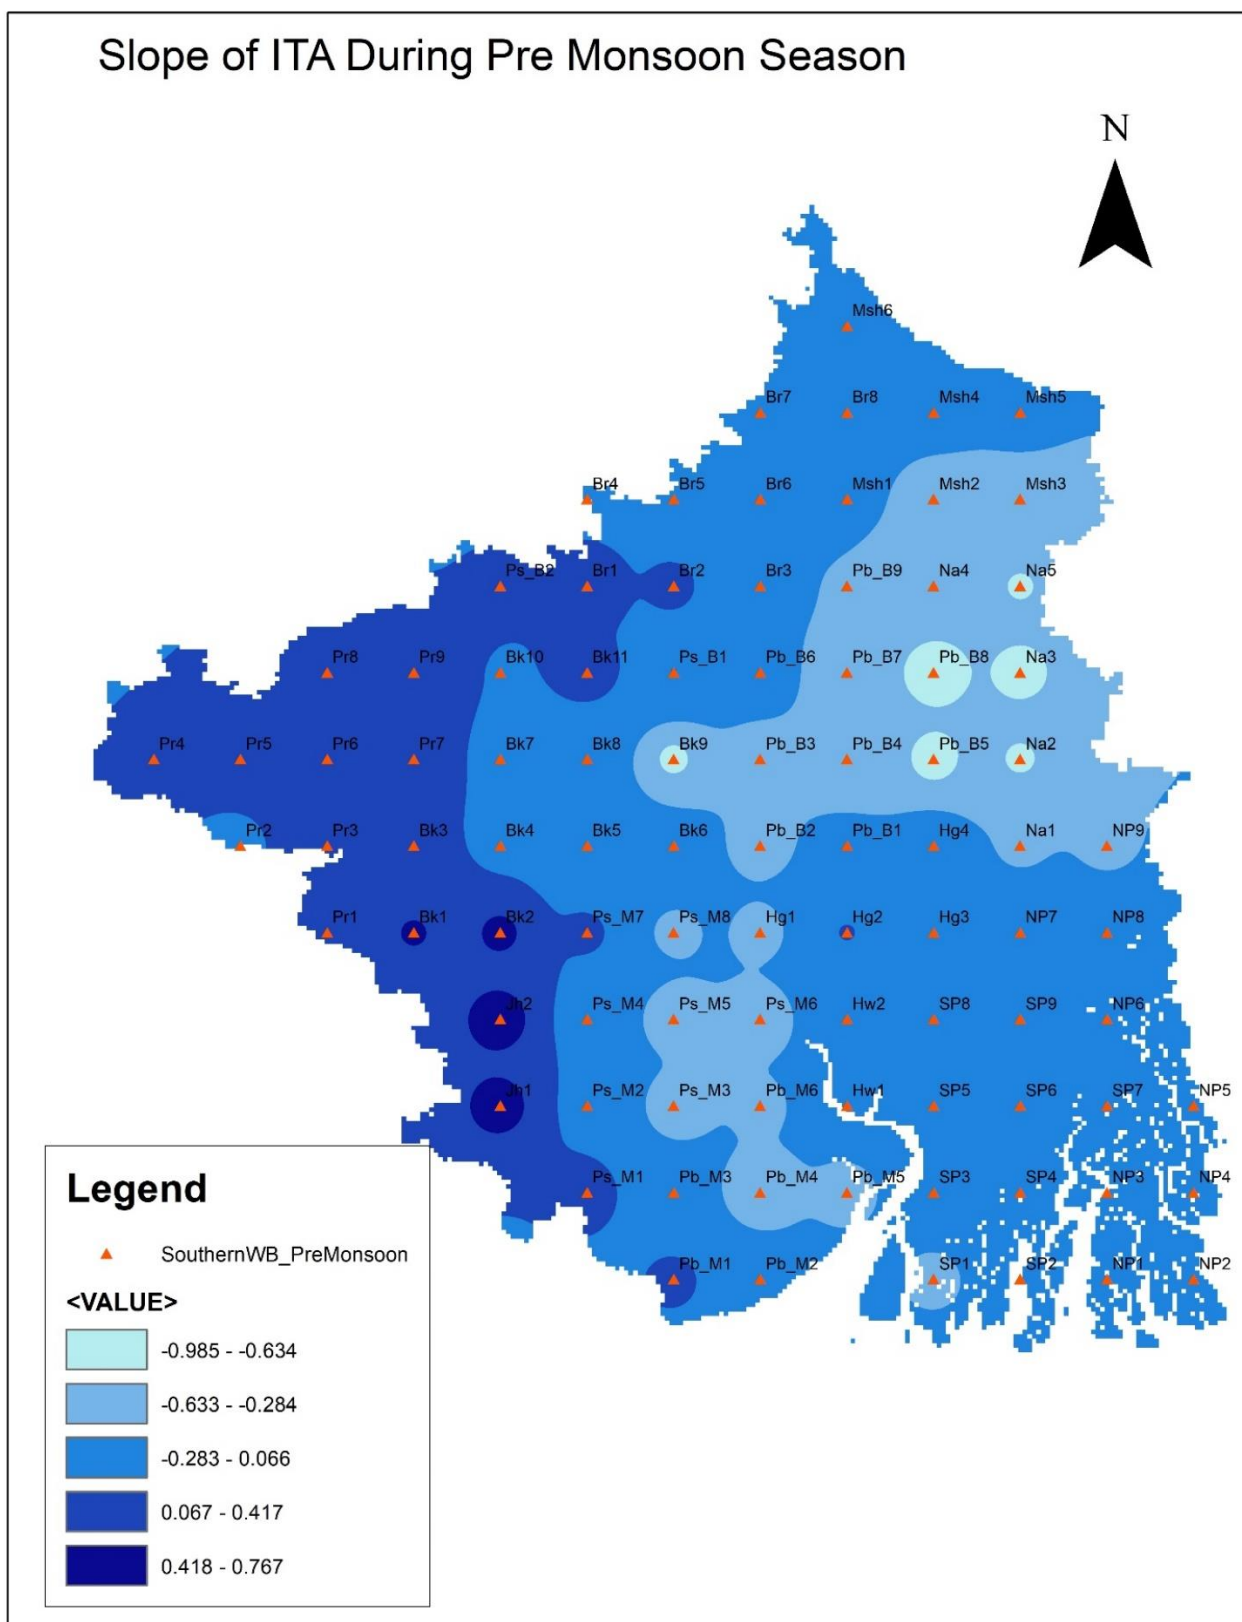 Slope of ITA During Pre Monsoon Season
N
Msh6
Br7 Br8 Msh4 Msh5
Br4 Br5 Br6 Msh1 Msh2 Msh3
Ps_B2 Br1 Br2 Br3 Pb_B9 Na4 Na5
Pr8 Pr9 Bk10 Bk11 Ps_B1 Pb_B6 Pb_B7 Pb_B8 Na3
Pr4 Pr5 Pr6 Pr7 Bk7 Bk8 Bk9 Pb_B3 Pb_B4 Pb_B5 Na2
Pr2 Pr3 Bk3 Bk4 Bk5 Bk6 Pb_B2 Pb_B1 Hg4 Na1 NP9
Pr1 Bk1 Bk2 Ps_M7 Ps_M8 Hg1 Hg2 Hg3 NP7 NP8
Jh2 Ps_M4 Ps_M5 Ps_M6 Hw2 SP8 SP9 NP6
Jh1 Ps_M2 Ps_M3 Pb_M6 Hw1 SP5 SP6 SP7 NP5
Ps_M1 Pb_M3 Pb_M4 Pb_M5 SP3 SP4 NP3 NP4
Pb_M1 Pb_M2 SP1 SP2 NP1 NP2
Legend
SouthernWB_PreMonsoon
<VALUE>
-0.985 - -0.634
-0.633 - -0.284
-0.283 - 0.066
0.067 - 0.417
0.418 - 0.767